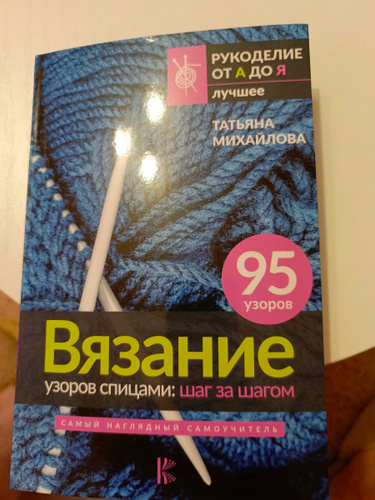 РУКОДЕЛИЕ
ОТ А ДО Я
лучшее
ТАТЬЯНА
МИХАЙЛОВА
95
узоров
Вязание
узоров спицами: шаг за шагом
САМЫЙ НАГЛЯДНЫЙ САМОУЧИТЕЛЬ